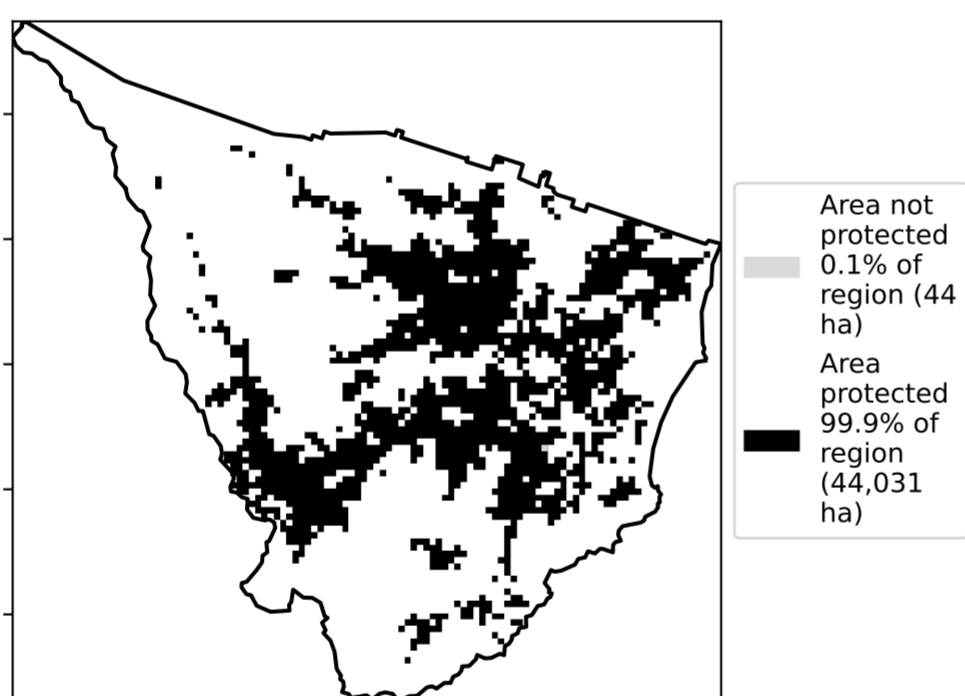 Area not
protected
0.1% of
region (44
ha)
Area
protected
99.9% of
region
(44,031
ha)